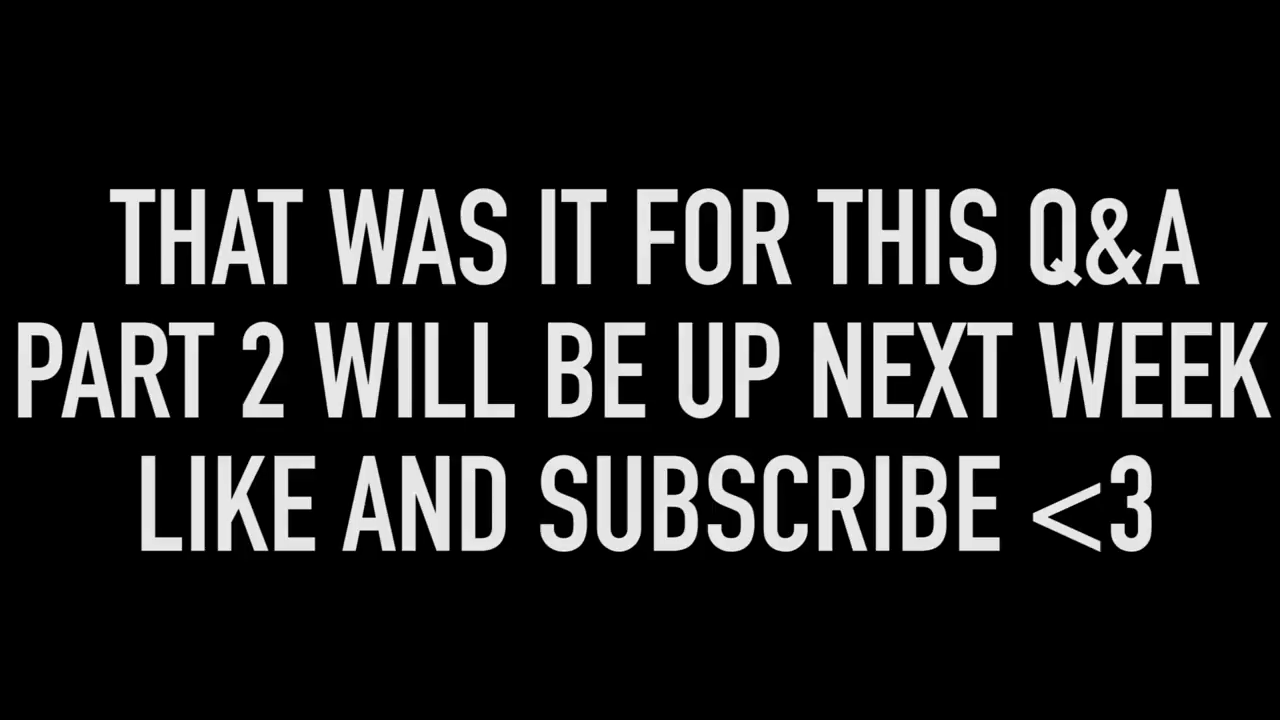 THAT WAS IT FOR THIS Q&A
PART 2 WILL BE UP NEXT WEEK
LIKE AND SUBSCRIBE <3